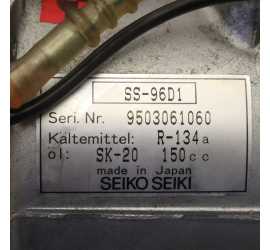 SS-96D1
Seri. Nr. 9503061060
Kältemittel: R-134a
öl: SK-20 150cc
made in Japan
SEIKO SEIKI